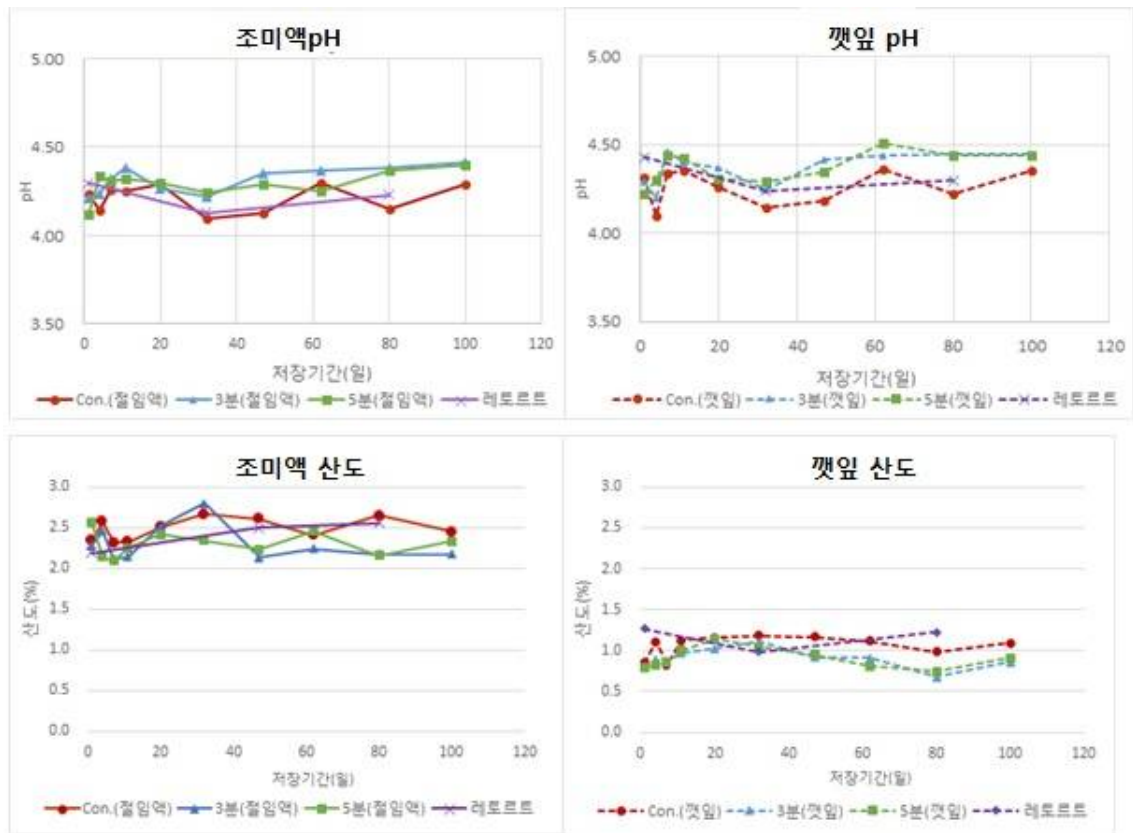 조미액pH
5.00
4.50
4.00
3.50
pH
0 20 40 60 80 100 120
저장기간(일)
Con.(절임액) 3분(절임액) 5분(절임액) 레토르트
깻잎 pH
5.00
4.50
4.00
3.50
pH
0 20 40 60 80 100 120
저장기간(일)
Con.(깻잎) 3분(깻잎) 5분(깻잎) 레토르트
조미액 산도
3.0
2.5
2.0
1.5
1.0
0.5
0.0
산도(%)
0 20 40 60 80 100 120
저장기간(일)
Con.(절임액) 3분(절임액) 5분(절임액) 레토르트
깻잎 산도
3.0
2.5
2.0
1.5
1.0
0.5
0.0
산도(%)
0 20 40 60 80 100 120
저장기간(일)
Con.(깻잎) 3분(깻잎) 5분(깻잎) 레토르트